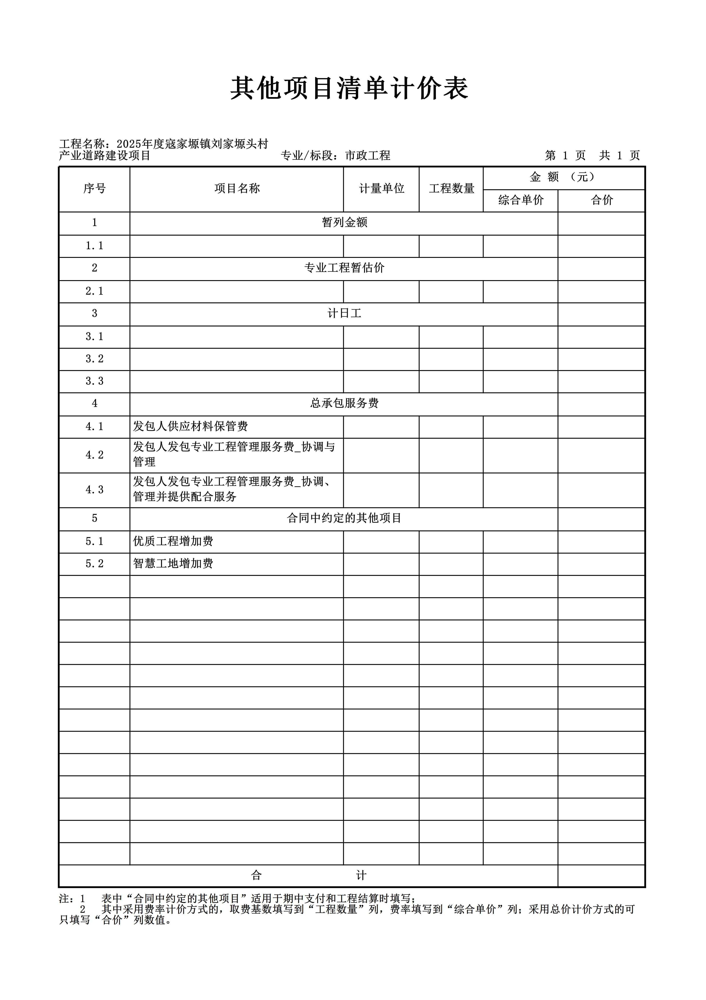 其他项目清单计价表
工程名称：2025年度寇家塬镇刘家塬头村
产业道路建设项目 专业/标段：市政工程 第 1 页 共 1 页
序号 项目名称 计量单位 工程数量 金 额 （元）
综合单价 合价
1 暂列金额
1.1
2 专业工程暂估价
2.1
3 计日工
3.1
3.2
3.3
4 总承包服务费
4.1 发包人供应材料保管费
4.2 发包人发包专业工程管理服务费_协调与
管理
4.3 发包人发包专业工程管理服务费_协调、
管理并提供配合服务
5 合同中约定的其他项目
5.1 优质工程增加费
5.2 智慧工地增加费
合 计
注：1 表中“合同中约定的其他项目”适用于期中支付和工程结算时填写；
2 其中采用费率计价方式的，取费基数填写到“工程数量”列，费率填写到“综合单价”列；采用总价计价方式的可
只填写“合价”列数值。